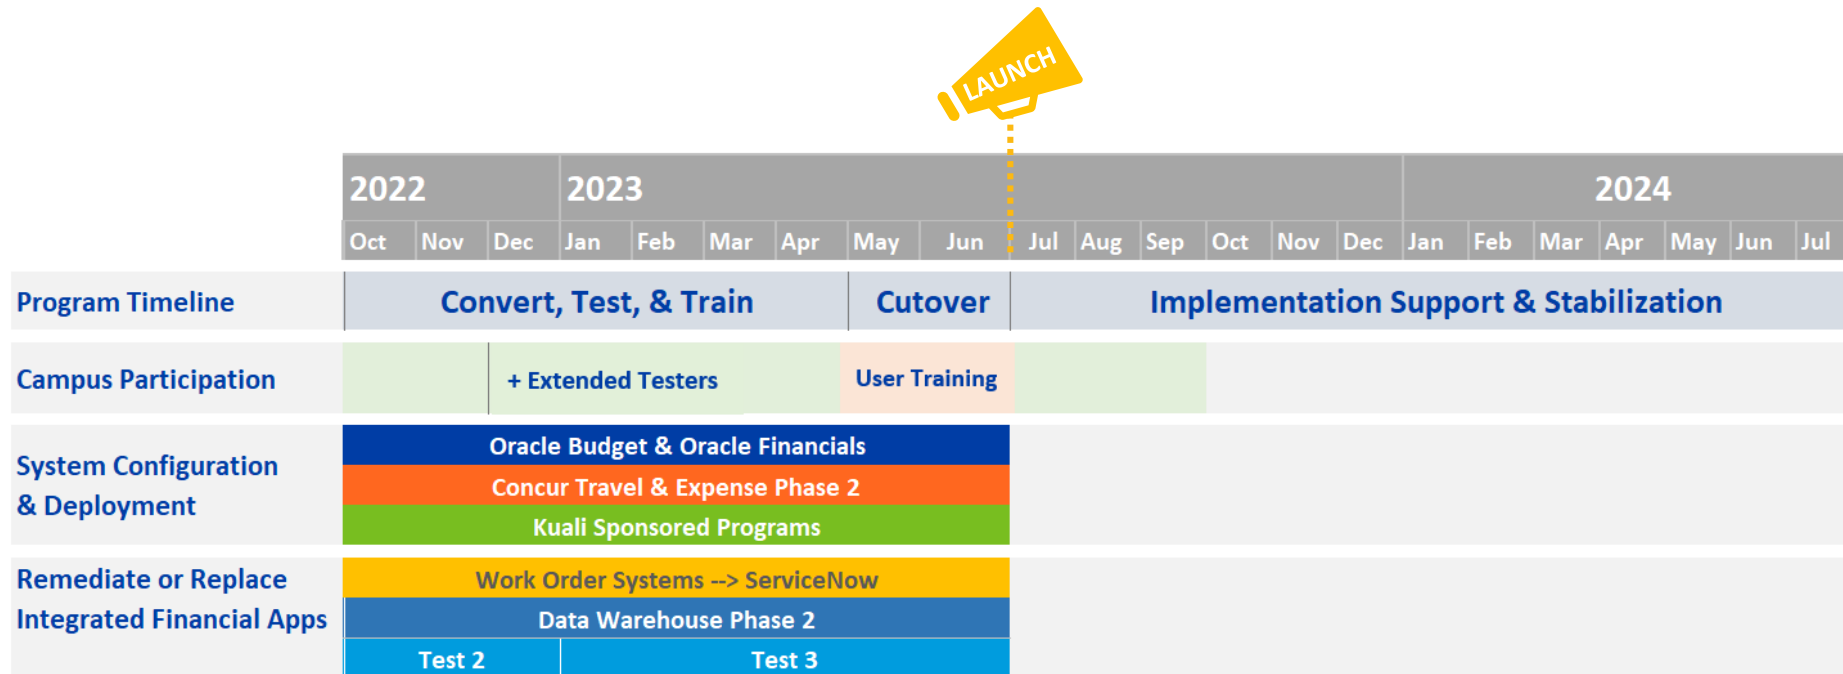 LAUNCH
2022 2023 2024
Oct Nov Dec Jan Feb Mar Apr May Jun Jul Aug Sep Oct Nov Dec Jan Feb Mar Apr May Jun Jul
Program Timeline Convert, Test, & Train Cutover Implementation Support & Stabilization
Campus Participation + Extended Testers User Training
System Configuration
& Deployment
Oracle Budget & Oracle Financials
Concur Travel & Expense Phase 2
Kuali Sponsored Programs
Remediate or Replace
Integrated Financial Apps
Work Order Systems --> ServiceNow
Data Warehouse Phase 2
Test 2 Test 3